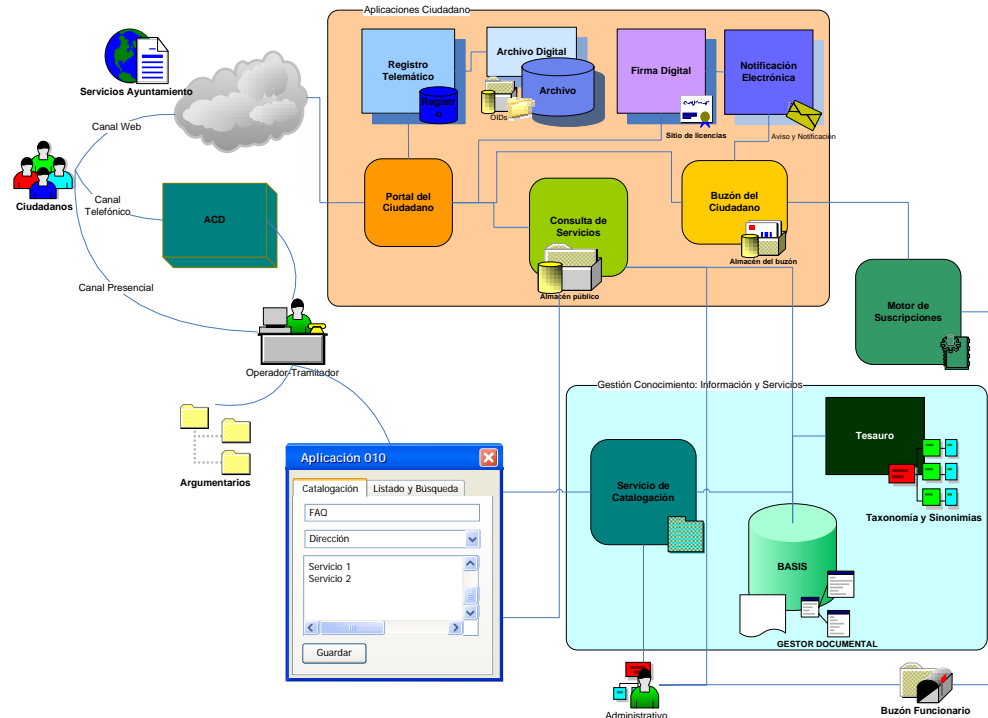 Aplicaciones Ciudadano
Servicios Ayuntamiento
Registro
Telemático
Registr
o
Archivo Digital
Archivo
OIDs
Firma Digital
Sitio de licencias
Notificación
Electrónica
Aviso y Notificación
Canal Web
Ciudadanos
Canal
Telefónico
ACD
Canal Presencial
Portal del
Ciudadano
Consulta de
Servicios
Almacén público
Buzón del
Ciudadano
Almacén del buzón
Motor de
Suscripciones
Operador-Tramitador
Argumentarios
Aplicación 010
Catalogación
Listado y Búsqueda
FAQ
Dirección
Servicio 1
Servicio 2
Guardar
Gestión Conocimiento: Información y Servicios
Servicio de
Catalogación
Tesauro
Taxonomía y Sinonimias
BASIS
GESTOR DOCUMENTAL
Administrativo
Buzón Funcionario